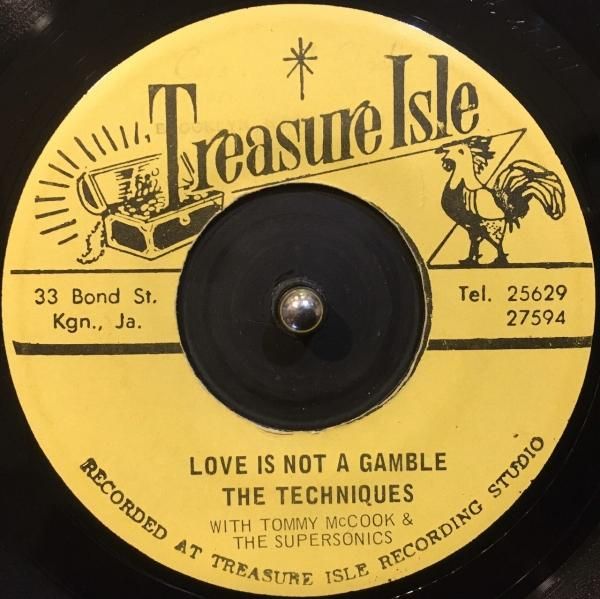 Treasure Isle
33 Bond St.
Kgn., Ja.
Tel. 25629
27594
LOVE IS NOT A GAMBLE
THE TECHNIQUES
WITH TOMMY McCOOK &
THE SUPERSONICS
RECORDED AT TREASURE ISLE RECORDING STUDIO